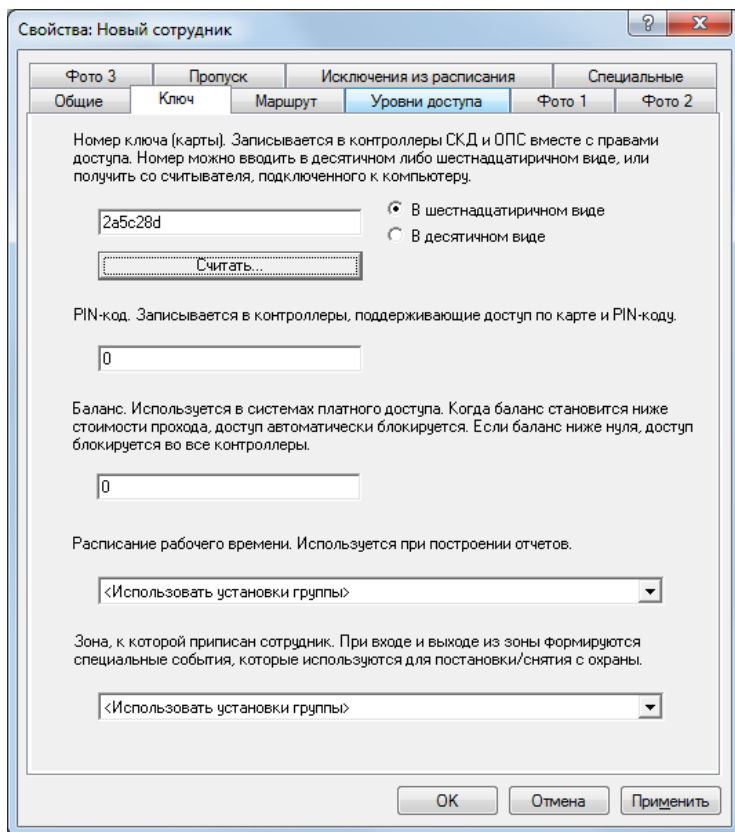 Свойства: Новый сотрудник
Фото 3 Пропуск Исключения из расписания Специальные
Общие Ключ Маршрут Уровни доступа Фото 1 Фото 2
Номер ключа (карты). Записывается в контроллеры СКД и ОПС вместе с правами
доступа. Номер можно вводить в десятичном либо шестнадцатиричном виде, или
получить со считывателя, подключенного к компьютеру.
2a5c28d
В шестнадцатиричном виде
В десятичном виде
Считать...
PIN-код. Записывается в контроллеры, поддерживающие доступ по карте и PIN-коду.
0
Баланс. Используется в системах платного доступа. Когда баланс становится ниже
стоимости прохода, доступ автоматически блокируется. Если баланс ниже нуля, доступ
блокируется во все контроллеры.
0
Расписание рабочего времени. Используется при построении отчетов.
<Использовать установки группы>
Зона, к которой приписан сотрудник. При входе и выходе из зоны формируются
специальные события, которые используются для постановки/снятия с охраны.
<Использовать установки группы>
OK Отмена Применить